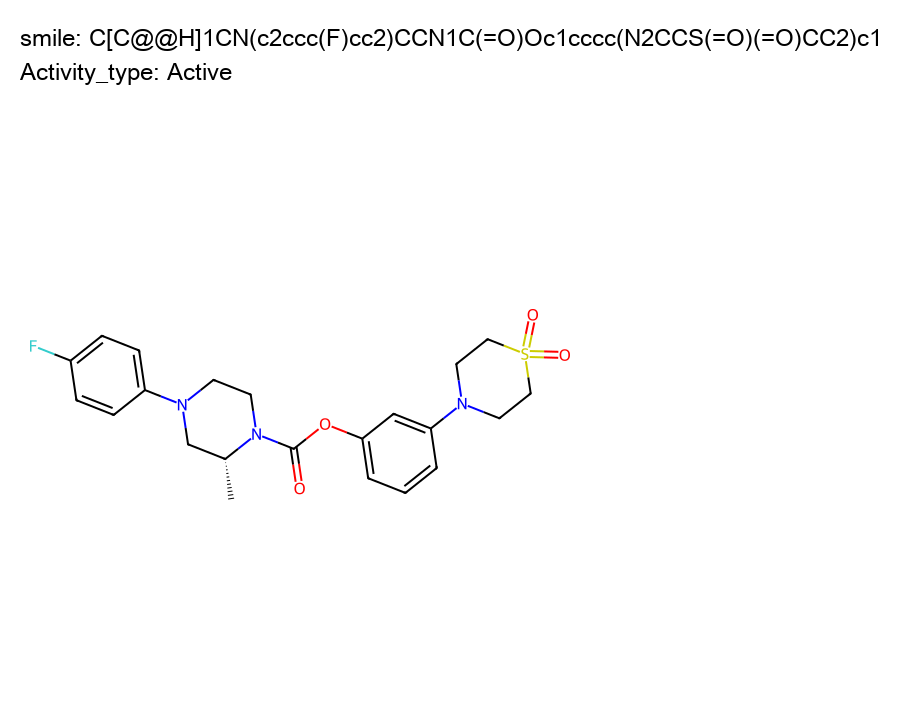 smile: C[C@@H]1CN(c2ccc(F)cc2)CCN1C(=O)Oc1cccc(N2CCS(=O)(=O)CC2)c1
Activity_type: Active
O
F
S
O
N
N
O
N
O